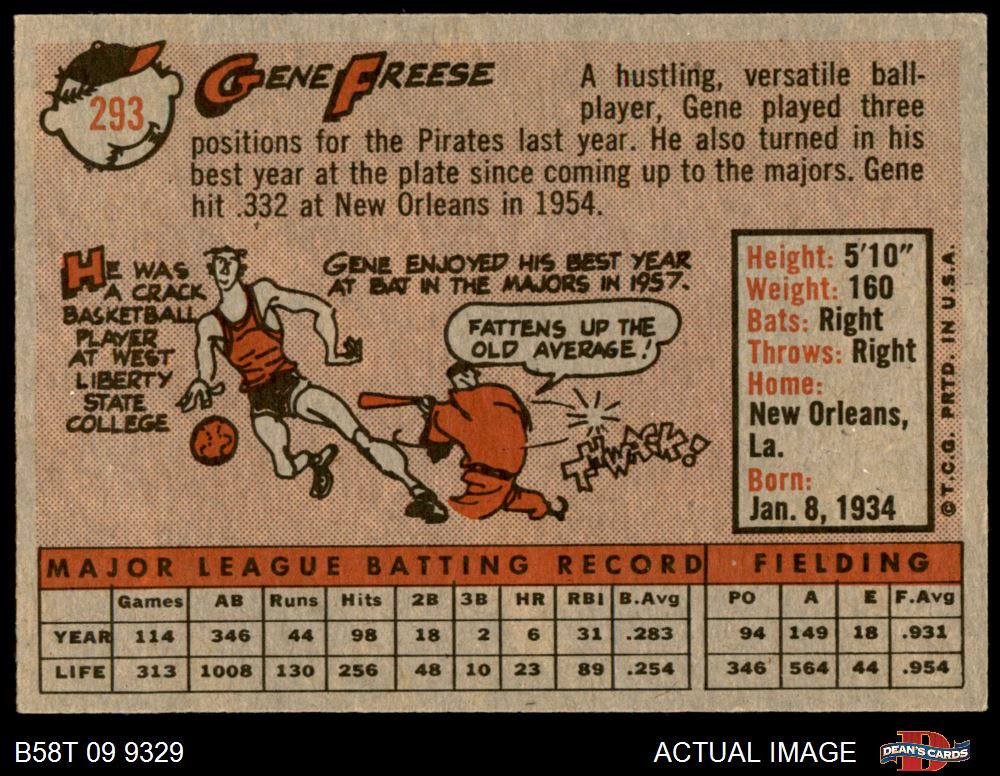 293
GENE FREESE
A hustling, versatile ball-
player, Gene played three
positions for the Pirates last year. He also turned in his
best year at the plate since coming up to the majors. Gene
hit .332 at New Orleans in 1954.
HE WAS
A CRACK
BASKETBALL
PLAYER
AT WEST
LIBERTY
STATE
COLLEGE
GENE ENJOYED HIS BEST YEAR
AT BAT IN THE MAJORS IN 1957.
FATTENS UP THE
OLD AVERAGE!
THWACK!
Height: 5'10"
Weight: 160
Bats: Right
Throws: Right
Home:
New Orleans,
La.
Born:
Jan. 8, 1934
© T.C.G. PRTD. IN U.S.A.
MAJOR LEAGUE BATTING RECORD FIELDING
Games AB Runs Hits 2B 3B HR RBI B.Avg PO A E F.Avg
YEAR 114 346 44 98 18 2 6 31 .283 94 149 18 .931
LIFE 313 1008 130 256 48 10 23 89 .254 346 564 44 .954
B58T 09 9329
ACTUAL IMAGE
D
DEAN'S CARDS